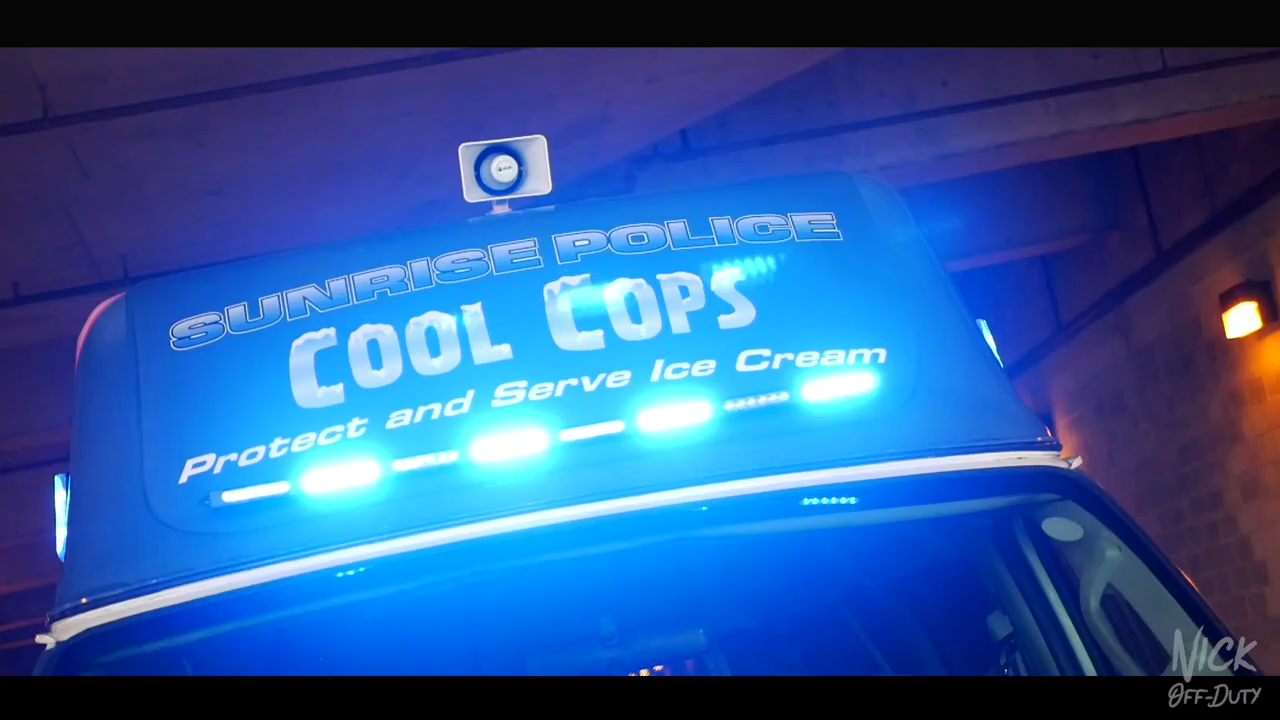 SUNRISE POLICE
COOL COPS
Protect and Serve Ice Cream
NICK
OFF-DUTY